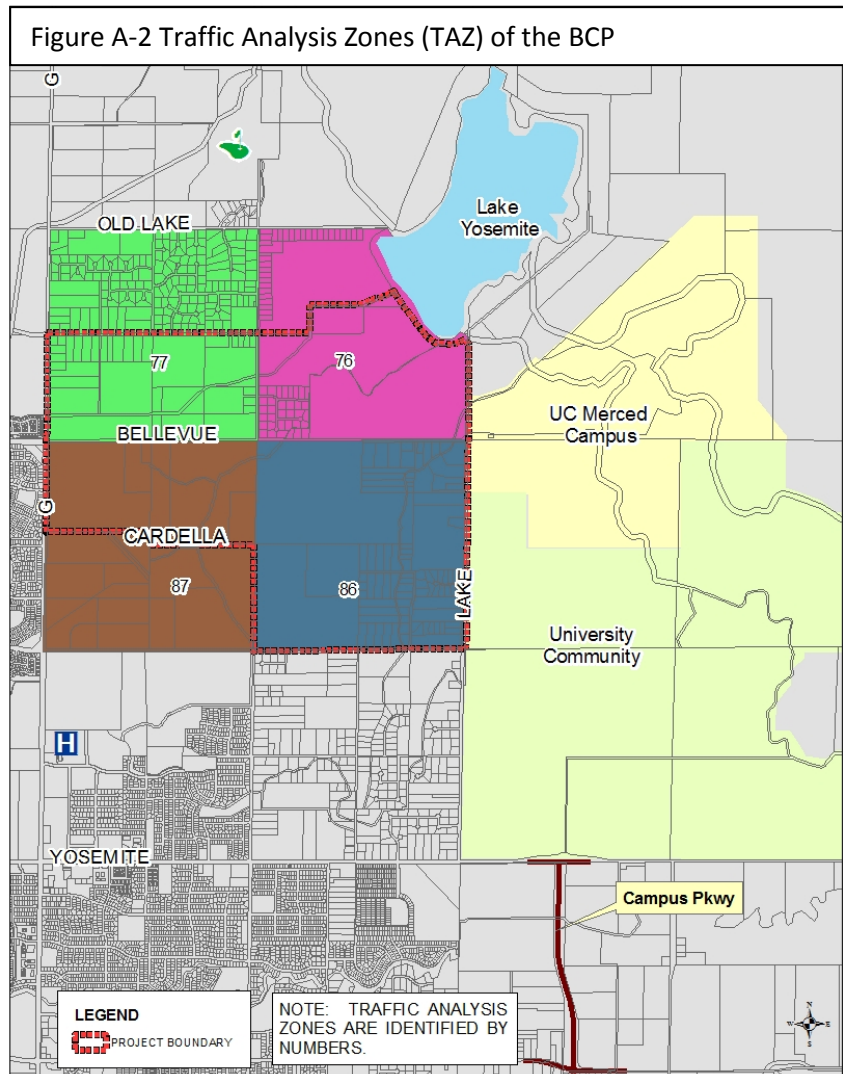 Figure A-2 Traffic Analysis Zones (TAZ) of the BCP
G
OLD LAKE
Lake
Yosemite
77
76
UC Merced
Campus
BELLEVUE
G
CARDELLA
87
86
LAKE
University
Community
H
YOSEMITE
Campus Pkwy
LEGEND
PROJECT BOUNDARY
NOTE: TRAFFIC ANALYSIS
ZONES ARE IDENTIFIED BY
NUMBERS.
N
W
E
S